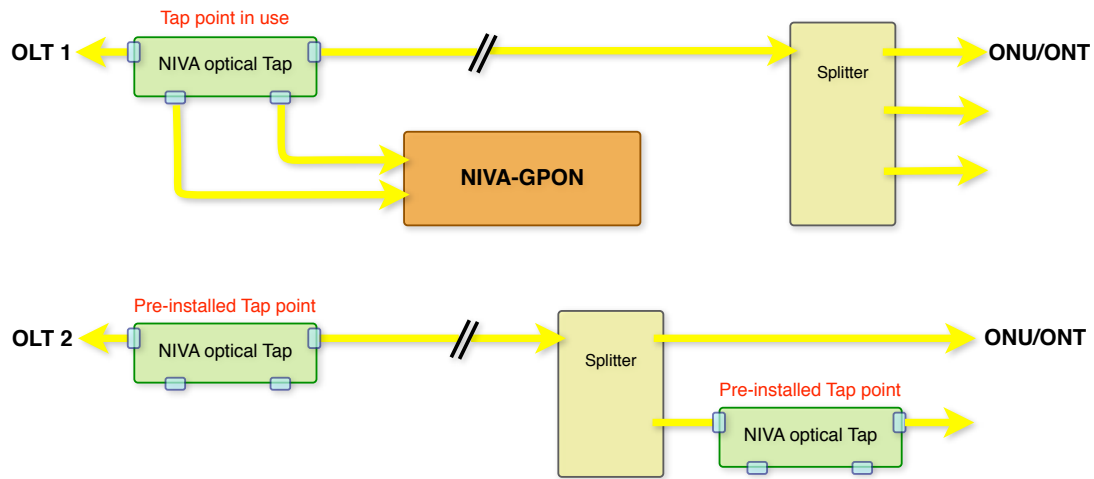 Tap point in use
OLT 1
NIVA optical Tap
Splitter
ONU/ONT
NIVA-GPON
Pre-installed Tap point
OLT 2
NIVA optical Tap
Splitter
ONU/ONT
Pre-installed Tap point
NIVA optical Tap